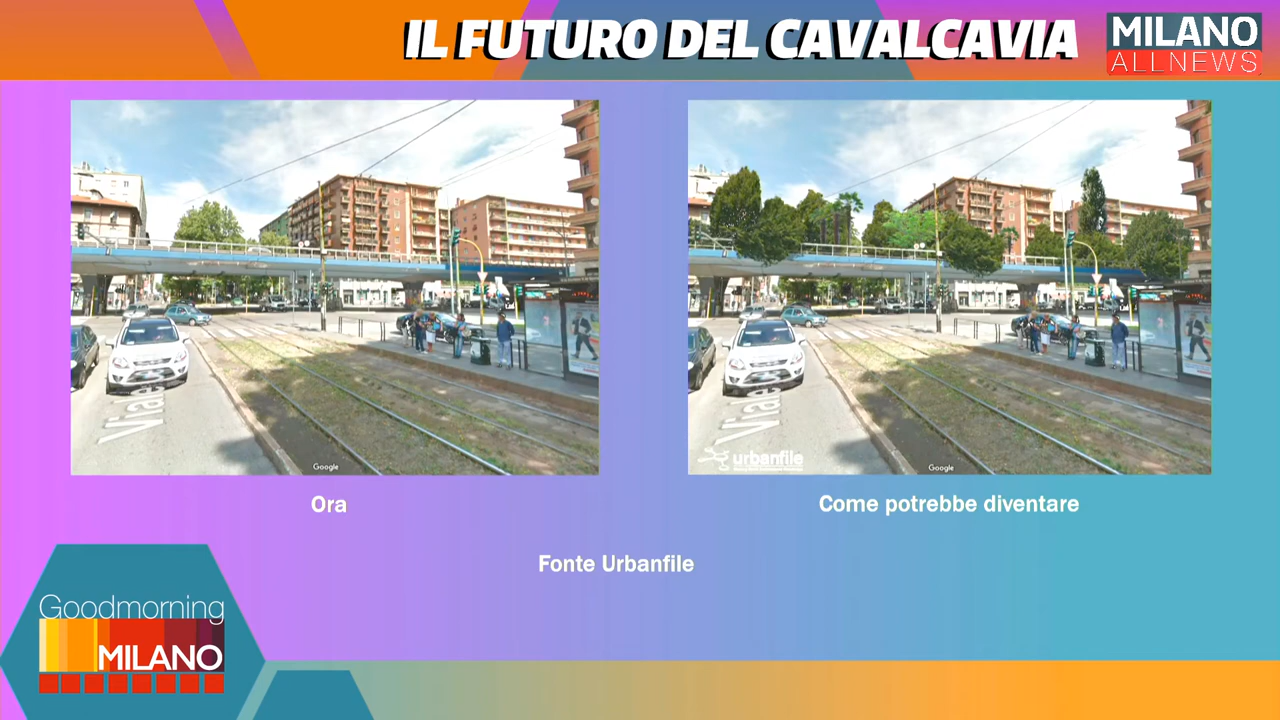 IL FUTURO DEL CAVALCAVIA
MILANO
ALLNEWS
Viale
Google
Viale
urbanfile
Google
Ora
Come potrebbe diventare
Fonte Urbanfile
Goodmorning
MILANO